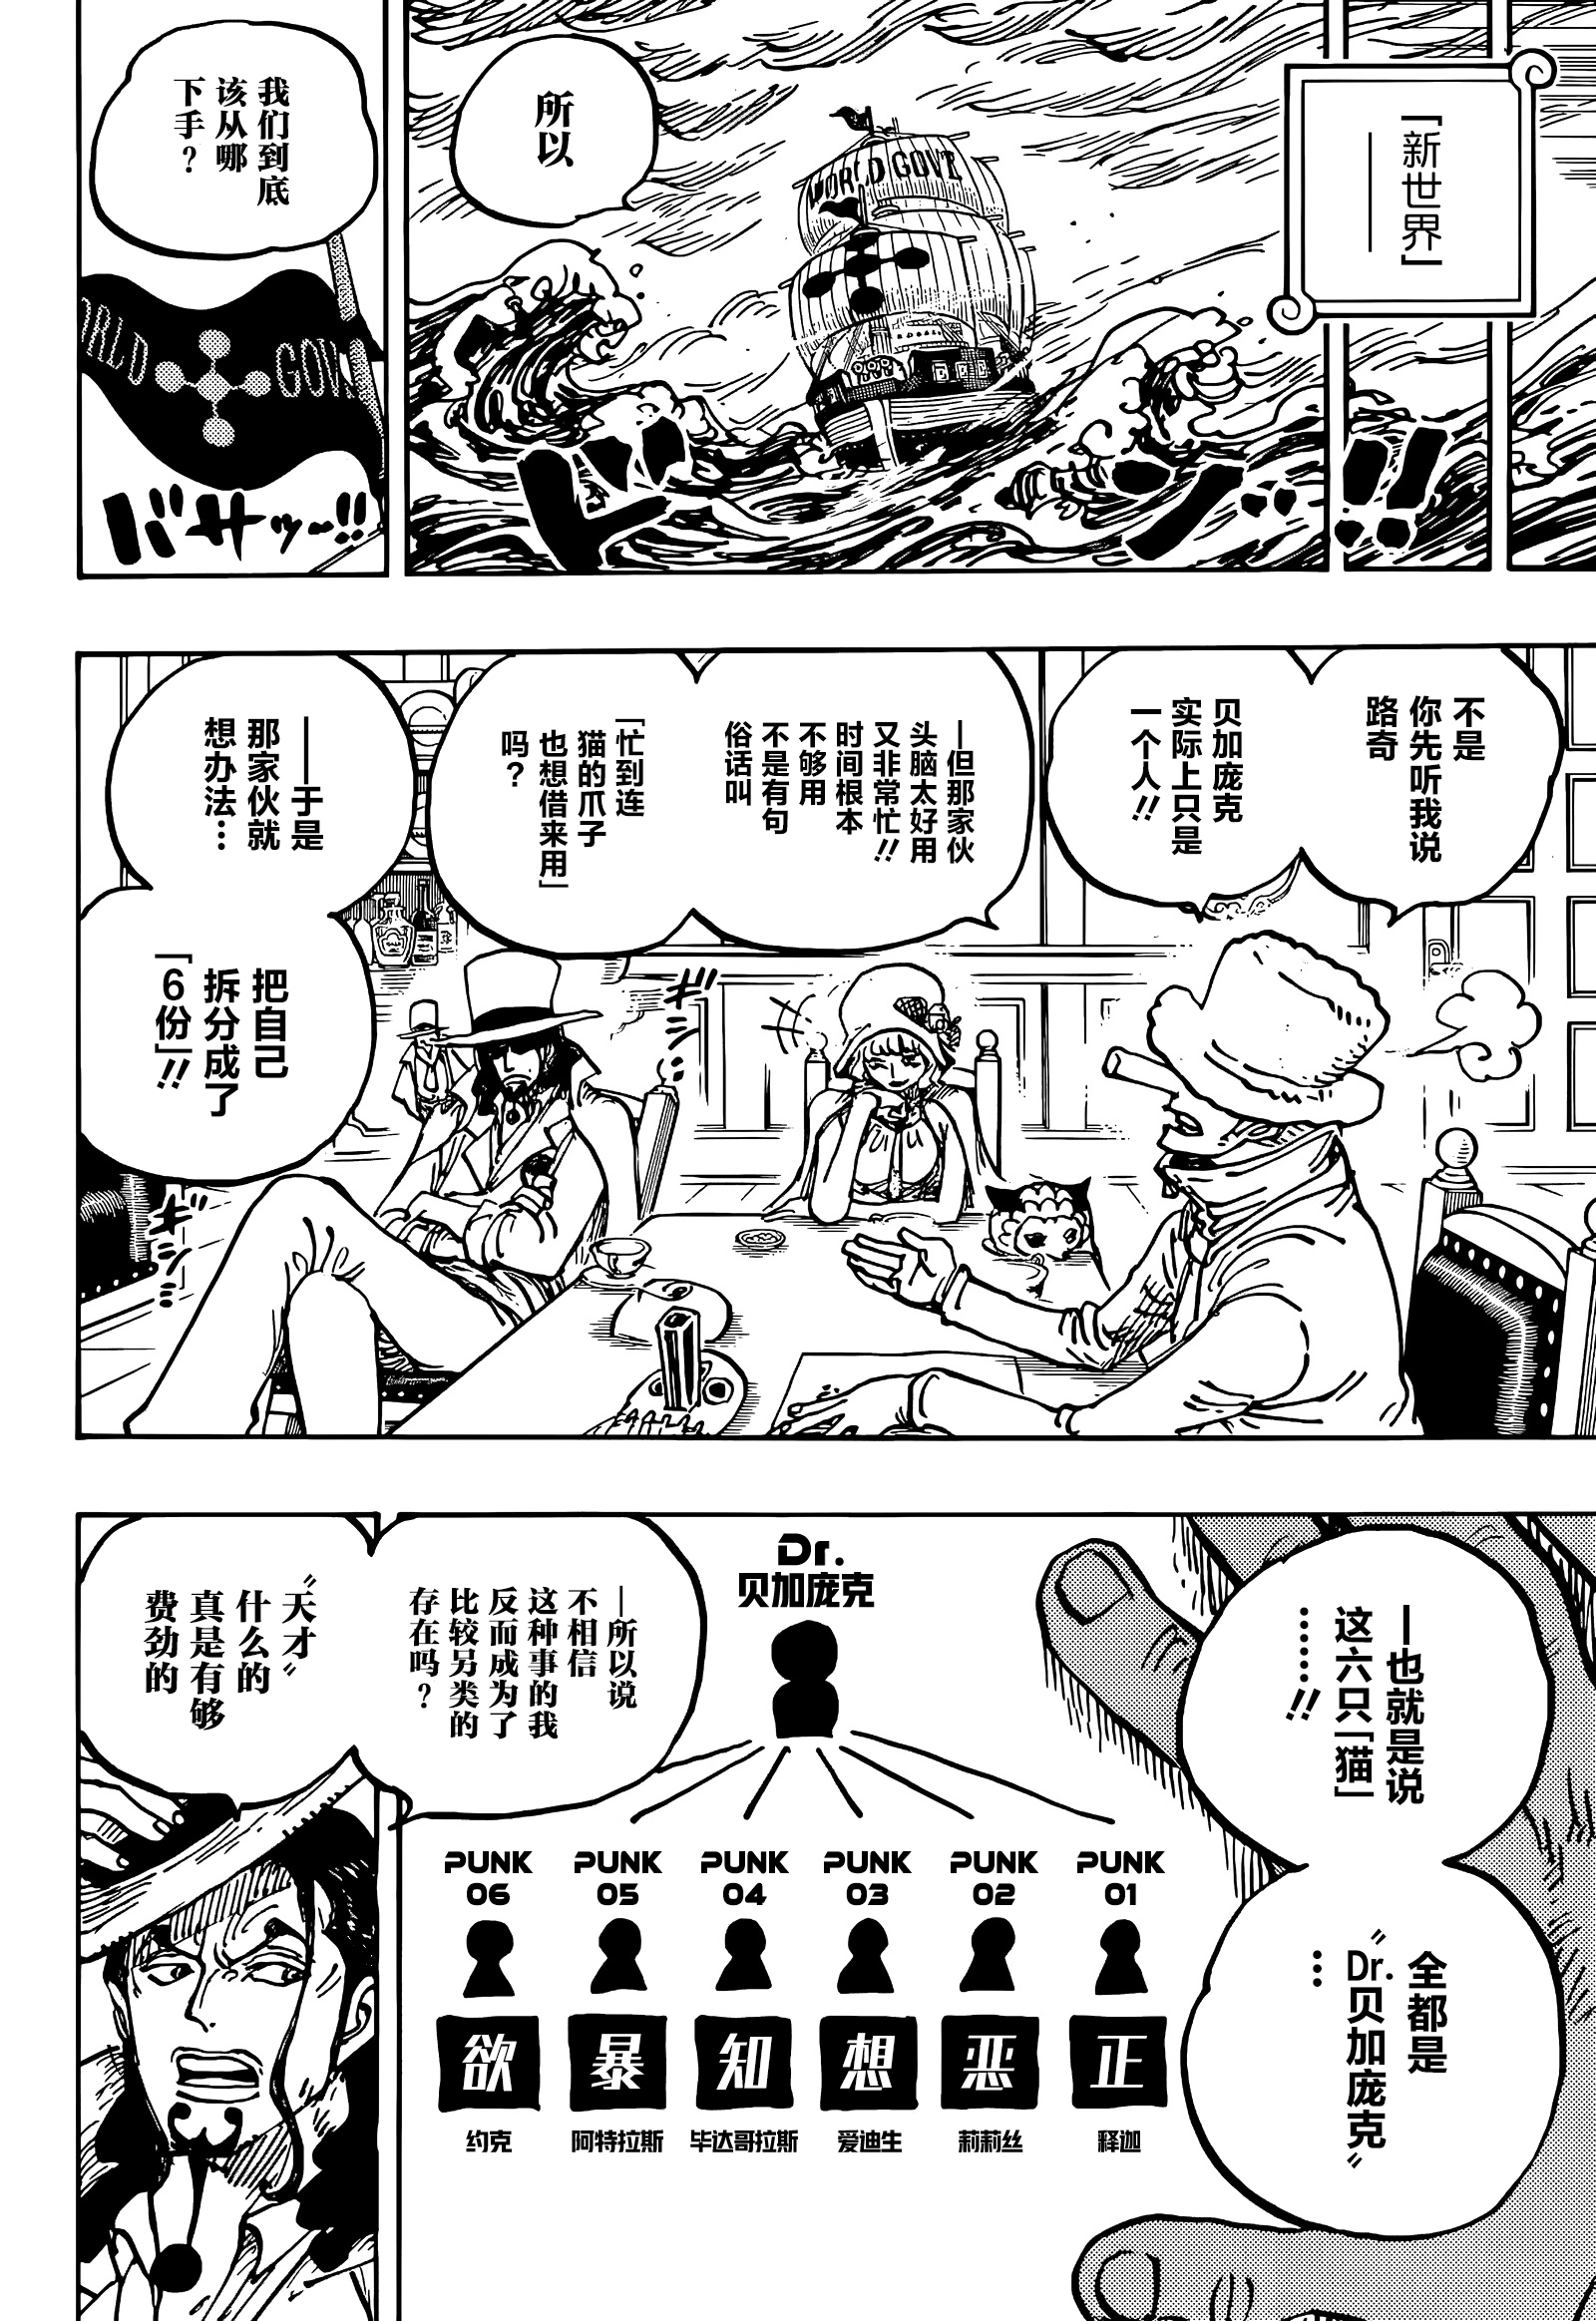 「新世界」
——
所以
WORLD GOVT
我们到底
该从哪
下手？
ORLD GOV
バサッ〜!!
不是
你先听我说
路奇
贝加庞克
实际上只是
一个人!!
—但那家伙
头脑太好用
又非常忙!!
时间根本
不够用
不是有句
俗话叫
「忙到连
猫的爪子
也想借来用」
吗？
——于是
那家伙就
想办法…
把自己
拆分成了
「6份」!!
ギシ…
ギシ…
—也就是说
这六只「猫」
……!!
全都是
“Dr.贝加庞克”
…
Dr.
贝加庞克
PUNK
01
正
释迦
PUNK
02
恶
莉莉丝
PUNK
03
想
爱迪生
PUNK
04
知
毕达哥拉斯
PUNK
05
暴
阿特拉斯
PUNK
06
欲
约克
—所以说
不相信
这种事的我
反而成为了
比较另类的
存在吗？
“天才”
什么的
真是有够
费劲的